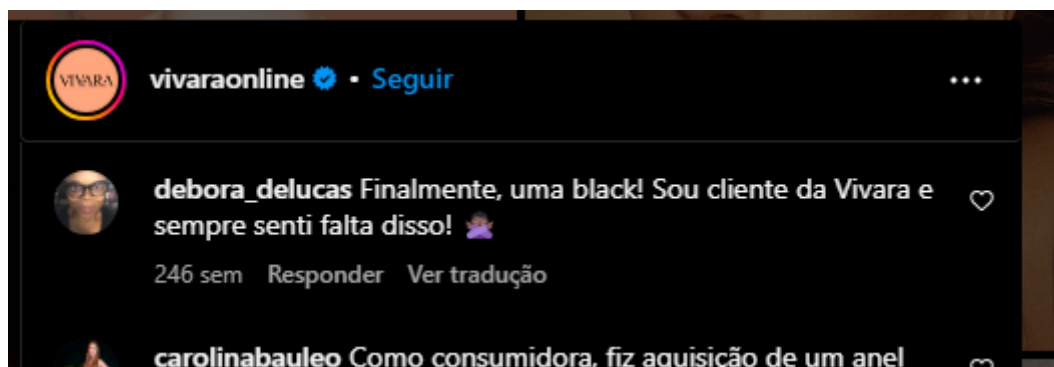 VIVARA
vivaraonline • Seguir
debora_delucas Finalmente, uma black! Sou cliente da Vivara e
sempre senti falta disso! 🙅🏿‍♀️
246 sem Responder Ver tradução
carolinabauleo Como consumidora, fiz aquisição de um anel